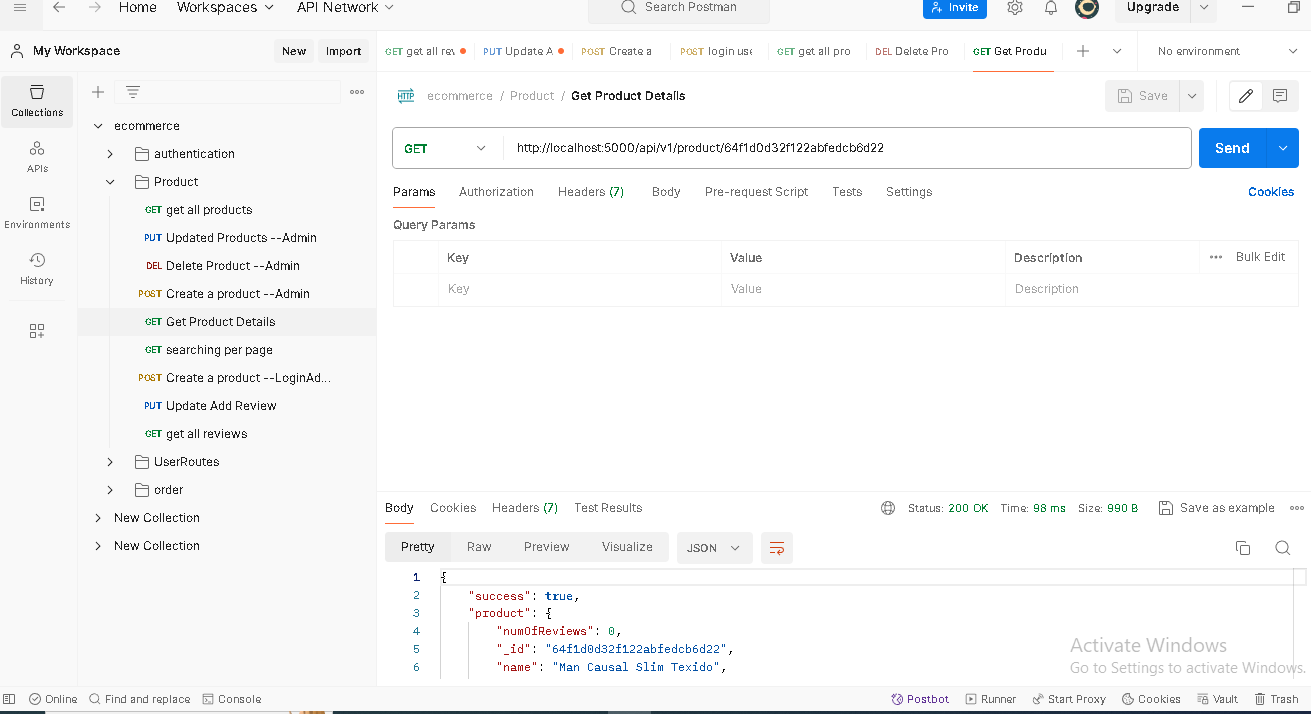 Home Workspaces API Network Search Postman Invite Upgrade
My Workspace New Import GET get all rev PUT Update A POST Create a POST login use GET get all pro DEL Delete Pro GET Get Produ No environment
Collections
APIs
Environments
History
ecommerce
authentication
Product
GET get all products
PUT Updated Products --Admin
DEL Delete Product --Admin
POST Create a product --Admin
GET Get Product Details
GET searching per page
POST Create a product --LoginAd...
PUT Update Add Review
GET get all reviews
UserRoutes
order
New Collection
New Collection
HTTP ecommerce / Product / Get Product Details Save
GET http://localhost:5000/api/v1/product/64f1d0d32f122abfedcb6d22 Send
Params Authorization Headers (7) Body Pre-request Script Tests Settings Cookies
Query Params
Key Value Description Bulk Edit
Key Value Description
Body Cookies Headers (7) Test Results Status: 200 OK Time: 98 ms Size: 990 B Save as example
Pretty Raw Preview Visualize JSON
1 {
2 "success": true,
3 "product": {
4 "numOfReviews": 0,
5 "_id": "64f1d0d32f122abfedcb6d22",
6 "name": "Man Causal Slim Texido",
Activate Windows
Go to Settings to activate Windows.
Online Find and replace Console Postbot Runner Start Proxy Cookies Vault Trash